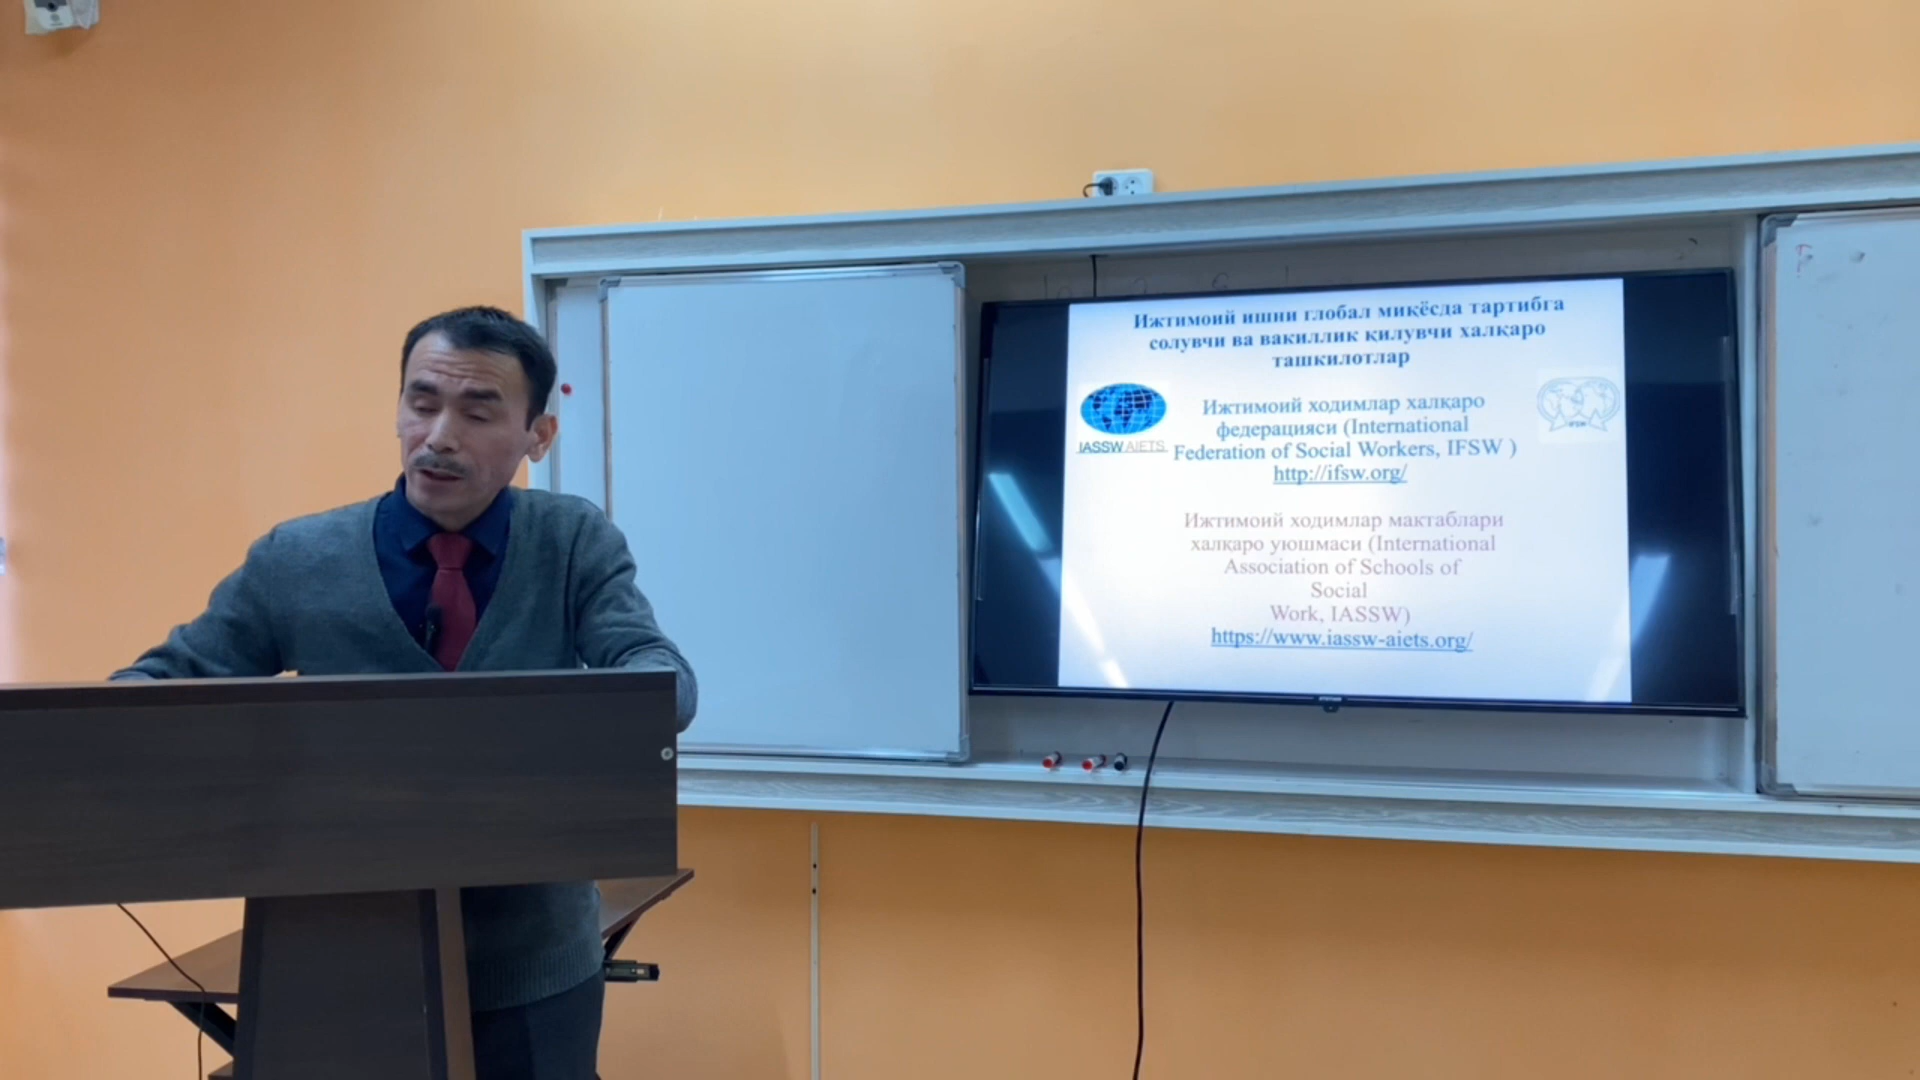 Ижтимоий ишни глобал миқёсда тартибга
солувчи ва вакиллик қилувчи халқаро
ташкилотлар
IASSW AIETS
IFSW
Ижтимоий ходимлар халқаро
федерацияси (International
Federation of Social Workers, IFSW )
http://ifsw.org/
Ижтимоий ходимлар мактаблари
халқаро уюшмаси (International
Association of Schools of
Social
Work, IASSW)
https://www.iassw-aiets.org/